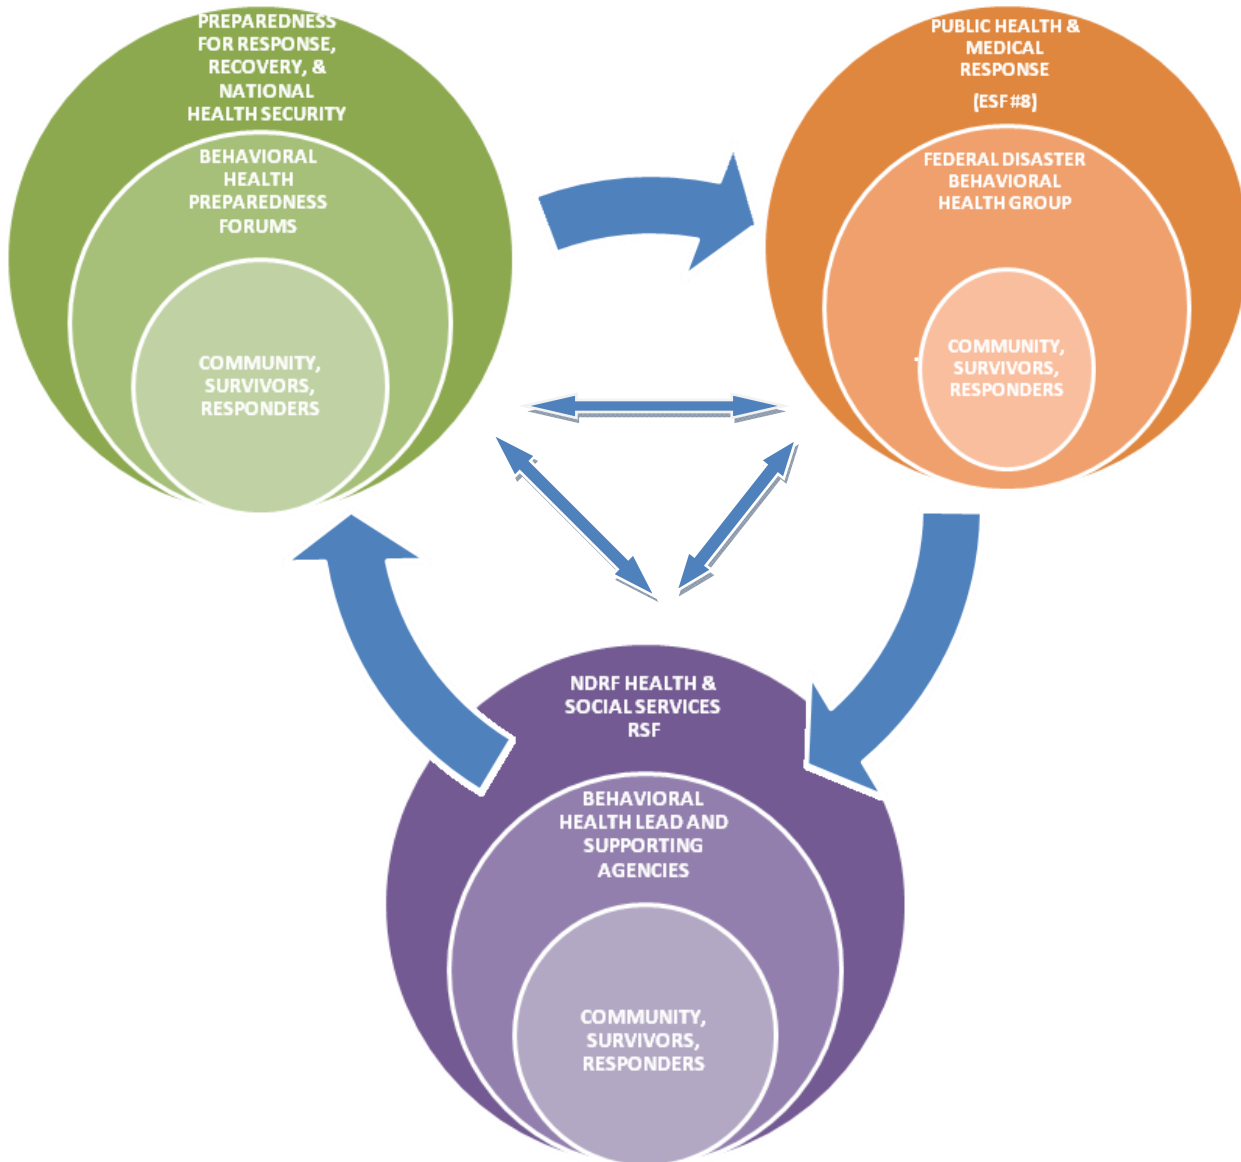 PREPAREDNESS
FOR RESPONSE,
RECOVERY, &
NATIONAL
HEALTH SECURITY
BEHAVIORAL
HEALTH
PREPAREDNESS
FORUMS
COMMUNITY,
SURVIVORS,
RESPONDERS
PUBLIC HEALTH &
MEDICAL
RESPONSE
(ESF #8)
FEDERAL DISASTER
BEHAVIORAL
HEALTH GROUP
COMMUNITY,
SURVIVORS,
RESPONDERS
NDRF HEALTH &
SOCIAL SERVICES
RSF
BEHAVIORAL
HEALTH LEAD AND
SUPPORTING
AGENCIES
COMMUNITY,
SURVIVORS,
RESPONDERS